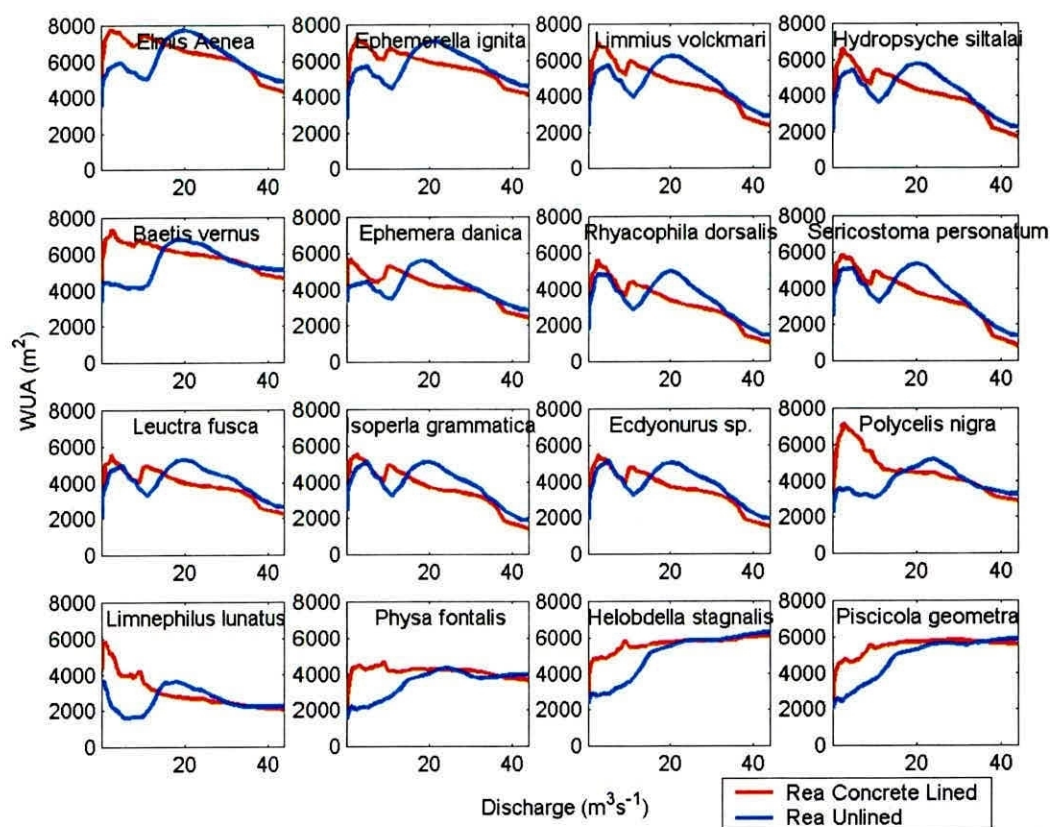 8000 6000 4000 2000 0 Elmis Aenea 20 40
8000 6000 4000 2000 0 Ephemerella ignita 20 40
8000 6000 4000 2000 0 Limmius volckmari 20 40
8000 6000 4000 2000 0 Hydropsyche siltalai 20 40
8000 6000 4000 2000 0 Baetis vernus 20 40
8000 6000 4000 2000 0 Ephemera danica 20 40
8000 6000 4000 2000 0 Rhyacophila dorsalis 20 40
8000 6000 4000 2000 0 Sericostoma personatum 20 40
WUA (m²)
8000 6000 4000 2000 0 Leuctra fusca 20 40
8000 6000 4000 2000 0 Isoperla grammatica 20 40
8000 6000 4000 2000 0 Ecdyonurus sp. 20 40
8000 6000 4000 2000 0 Polycelis nigra 20 40
8000 6000 4000 2000 0 Limnephilus lunatus 20 40
8000 6000 4000 2000 0 Physa fontalis 20 40
8000 6000 4000 2000 0 Helobdella stagnalis 20 40
8000 6000 4000 2000 0 Piscicola geometra 20 40
Discharge (m³s⁻¹)
Rea Concrete Lined
Rea Unlined